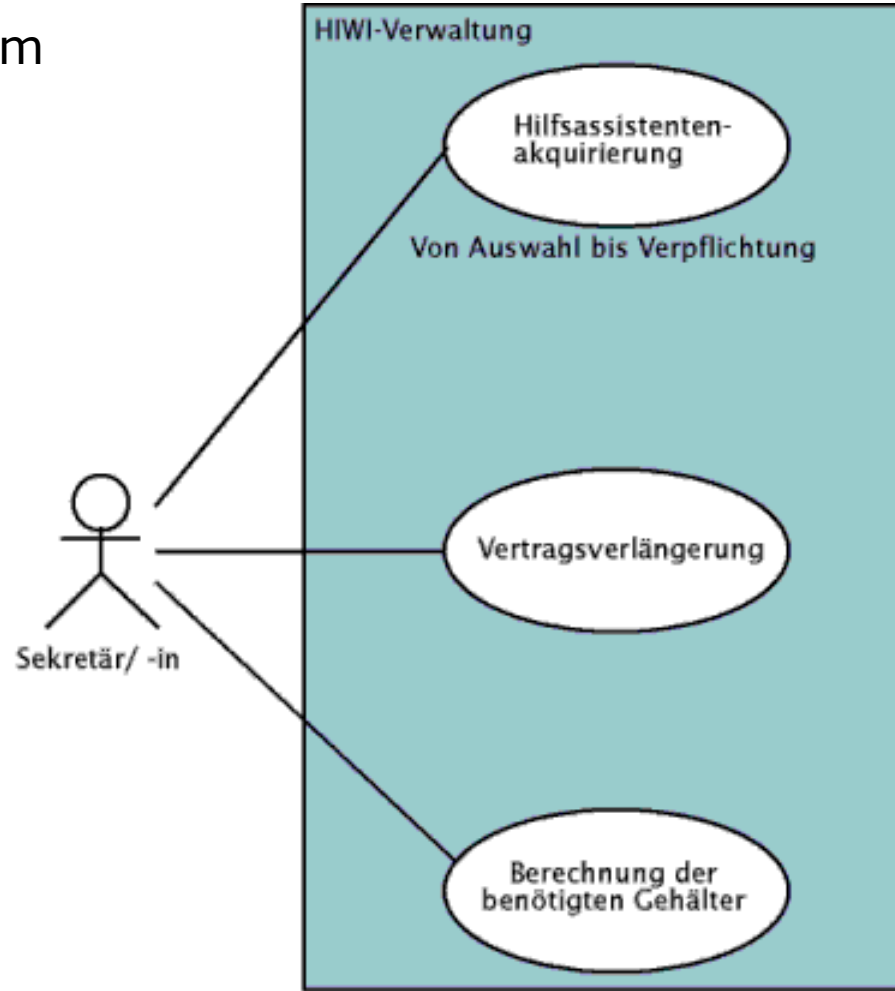 m
HIWI-Verwaltung
Hilfsassistenten-
akquirierung
Von Auswahl bis Verpflichtung
Vertragsverlängerung
Sekretär/ -in
Berechnung der
benötigten Gehälter